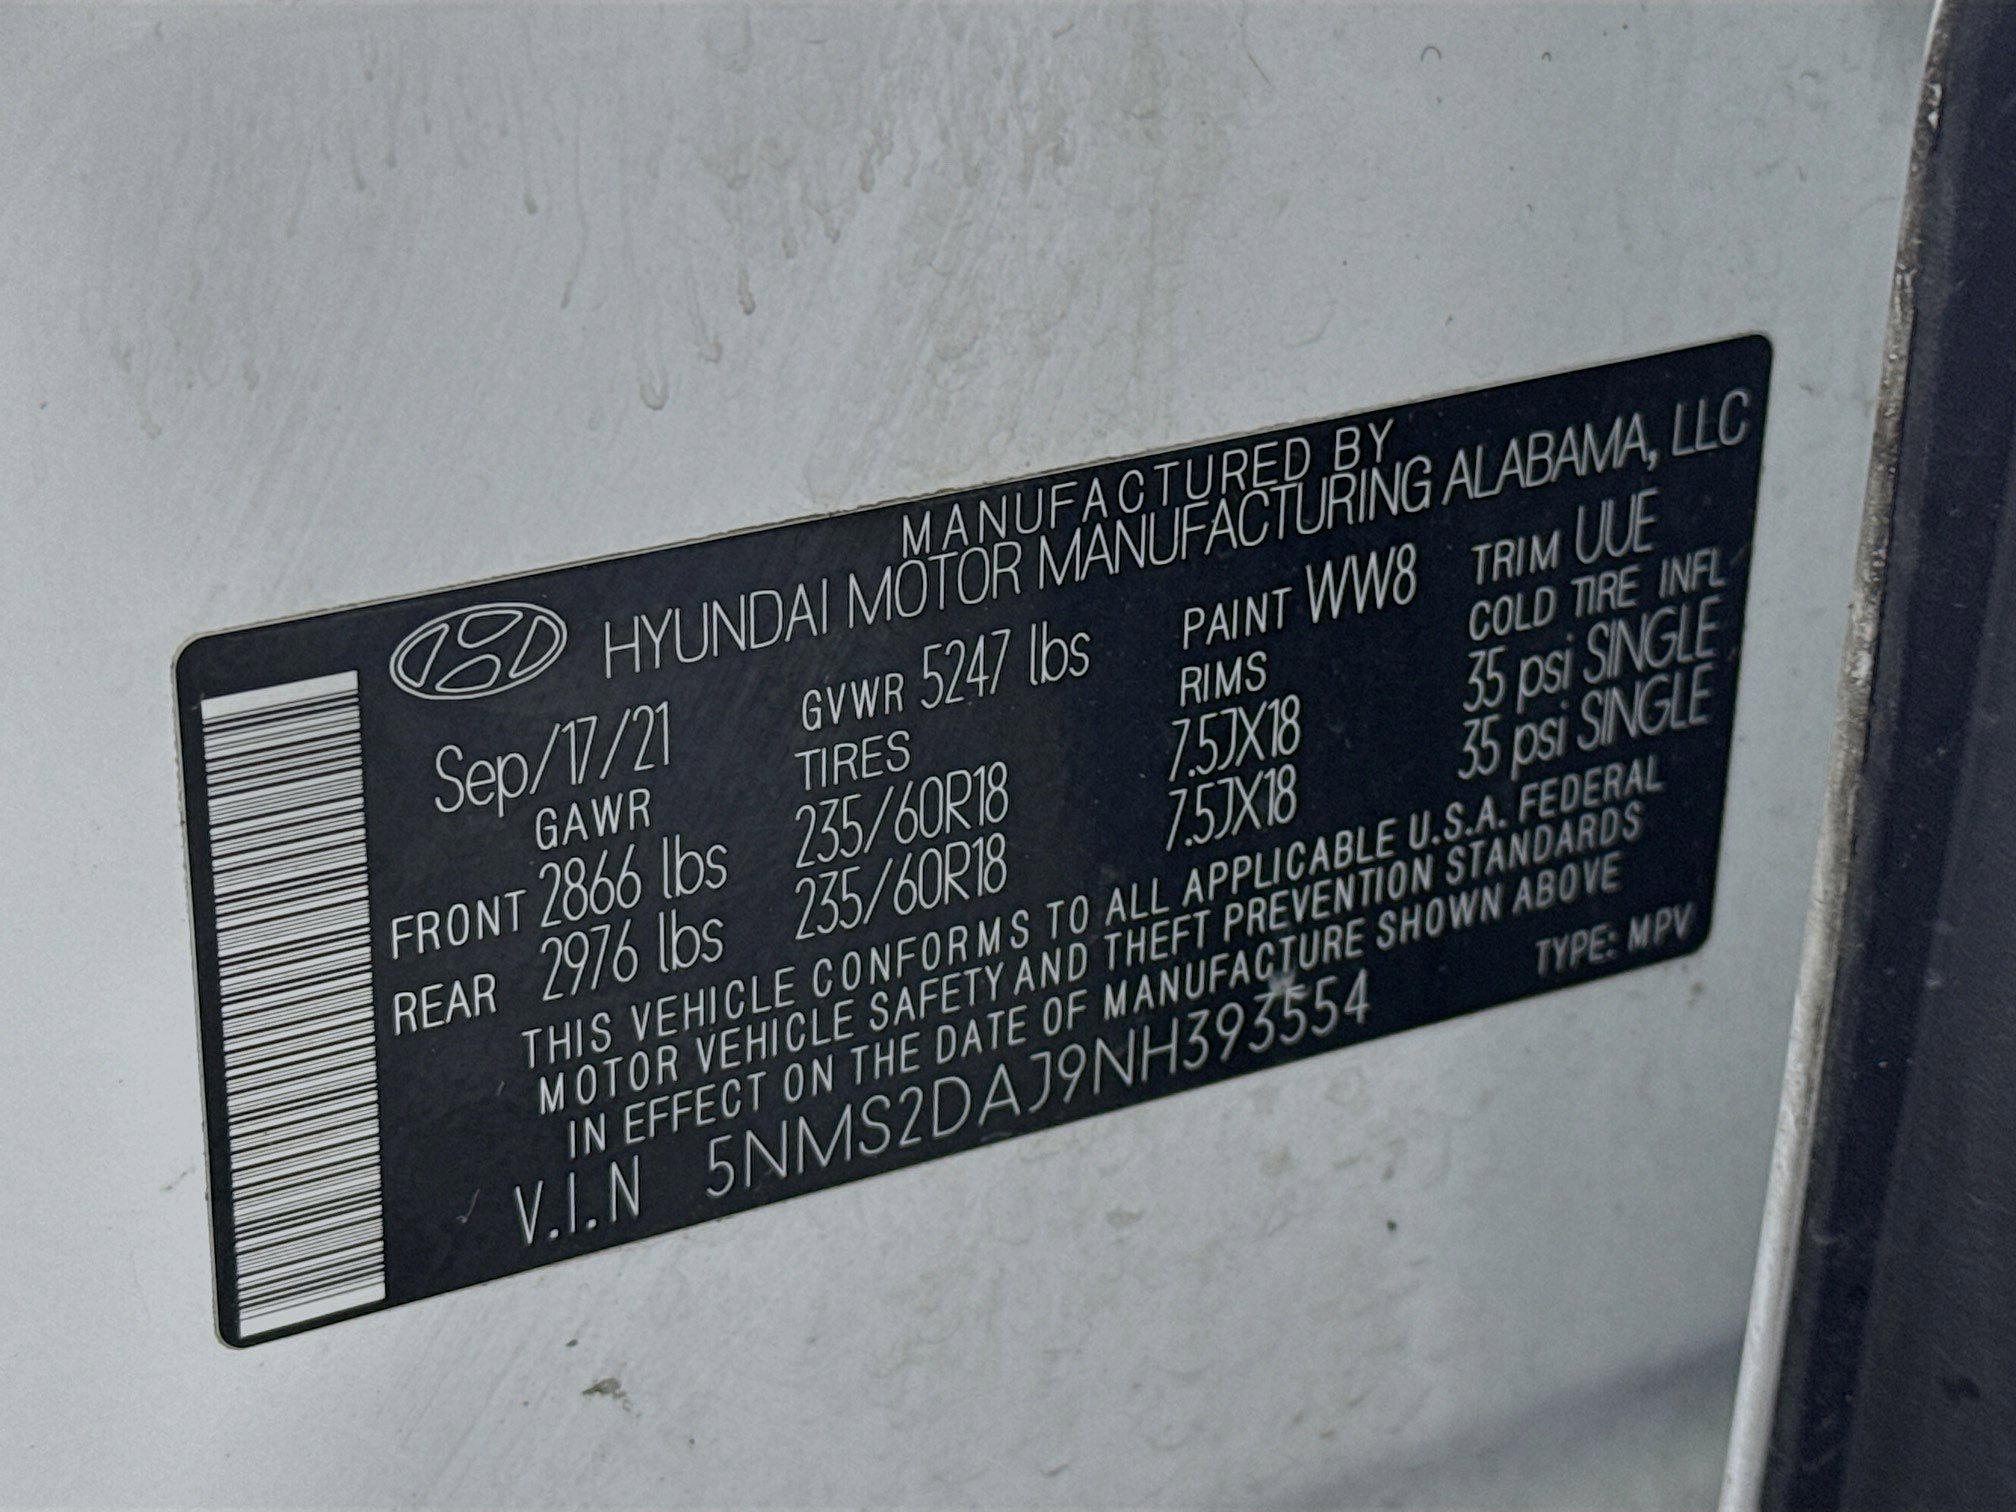 MANUFACTURED BY
HYUNDAI MOTOR MANUFACTURING ALABAMA, LLC
Sep/17/21 GVWR 5247 lbs PAINT WW8 TRIM UUE
GAWR TIRES RIMS COLD TIRE INFL
FRONT 2866 lbs 235/60R18 7.5JX18 35 psi SINGLE
REAR 2976 lbs 235/60R18 7.5JX18 35 psi SINGLE
THIS VEHICLE CONFORMS TO ALL APPLICABLE U.S.A. FEDERAL
MOTOR VEHICLE SAFETY AND THEFT PREVENTION STANDARDS
IN EFFECT ON THE DATE OF MANUFACTURE SHOWN ABOVE
V.I.N 5NMS2DAJ9NH393554 TYPE: MPV